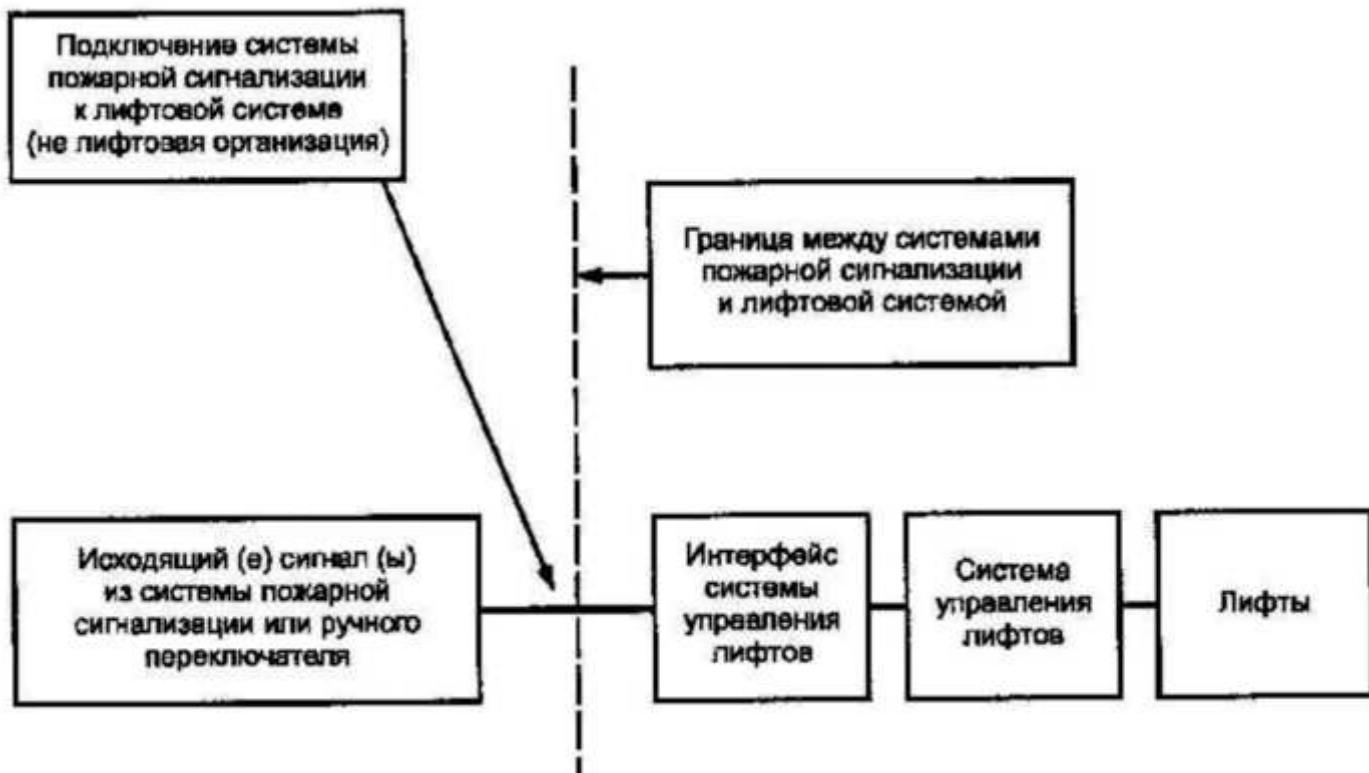 Подключение системы
пожарной сигнализации
к лифтовой система
(не лифтовая организация)
Граница между системами
пожарной сигнализации
и лифтовой системой
Исходящий (е) сигнал (ы)
из системы пожарной
сигнализации или ручного
переключателя
Интерфейс
системы
управления
лифтов
Система
управления
лифтов
Лифты